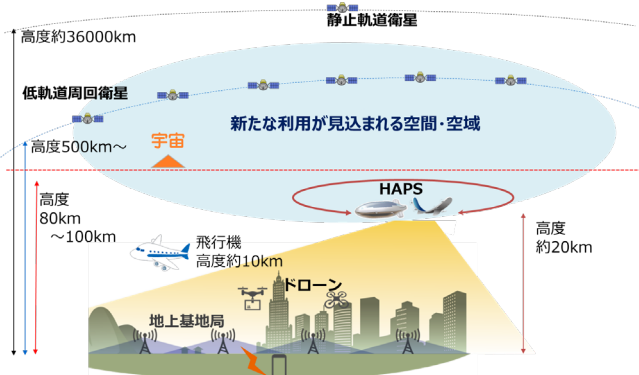 静止軌道衛星
高度約36000km
低軌道周回衛星
新たな利用が見込まれる空間・空域
宇宙
高度500km～
HAPS
高度
80km
～100km
飛行機
高度約10km
高度
約20km
ドローン
地上基地局